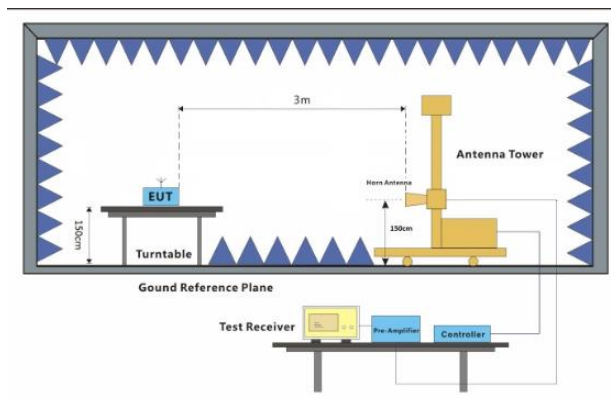 3m
Antenna Tower
Horn Antenna
EUT
150cm
150cm
Turntable
Gound Reference Plane
Test Receiver
Pre-Amplifier
Controller